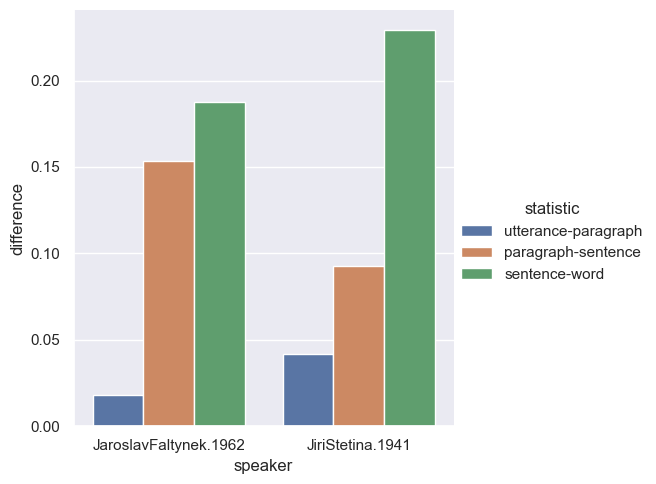 difference
0.20
0.15
0.10
0.05
0.00
JaroslavFaltynek.1962
JiriStetina.1941
speaker
statistic
utterance-paragraph
paragraph-sentence
sentence-word